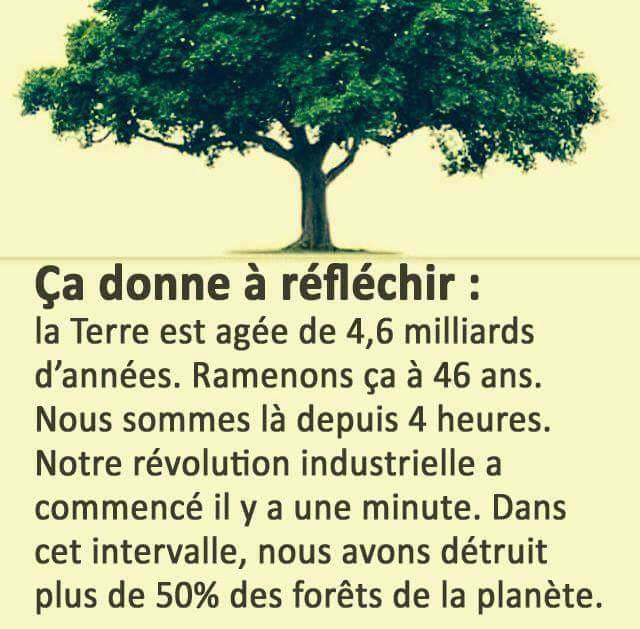 Ça donne à réfléchir :
la Terre est agée de 4,6 milliards
d’années. Ramenons ça à 46 ans.
Nous sommes là depuis 4 heures.
Notre révolution industrielle a
commencé il y a une minute. Dans
cet intervalle, nous avons détruit
plus de 50% des forêts de la planète.